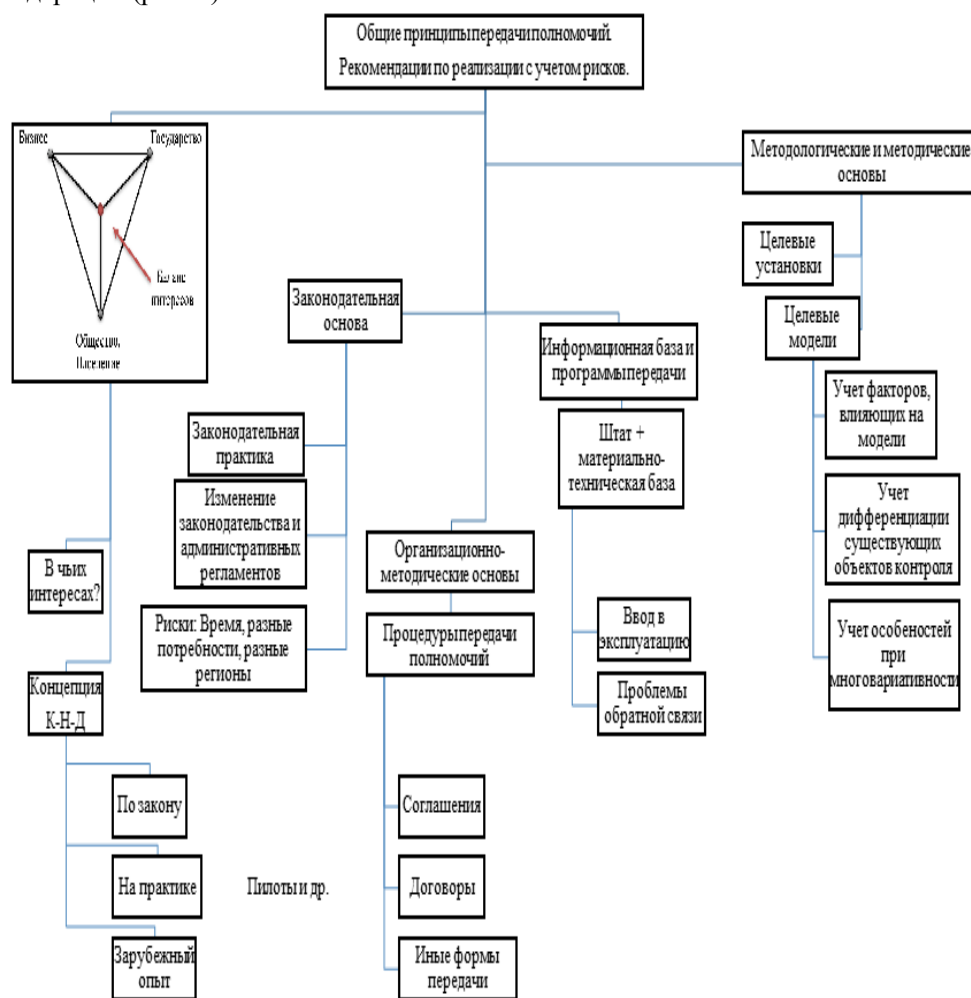 Общие принципы передачи полномочий.
Рекомендации по реализации с учетом рисков.
Бизнес
Государство
интересов
Общество,
Население
В чьих
интересах?
Концепция
К-Н-Д
По закону
На практике
Зарубежный
опыт
Пилоты и др.
Законодательная
основа
Законодательная
практика
Изменение
законодательства и
административных
регламентов
Риски: Время, разные
потребности, разные
регионы
Организационно-
методические основы
Процедуры передачи
полномочий
Соглашения
Договоры
Иные формы
передачи
Информационная база и
программы передачи
Штат +
материально-
техническая база
Ввод в
эксплуатацию
Проблемы
обратной связи
Методологические и методические
основы
Целевые
установки
Целевые
модели
Учет факторов,
влияющих на
модели
Учет
дифференциации
существующих
объектов контроля
Учет особеностей
при
многовариативности